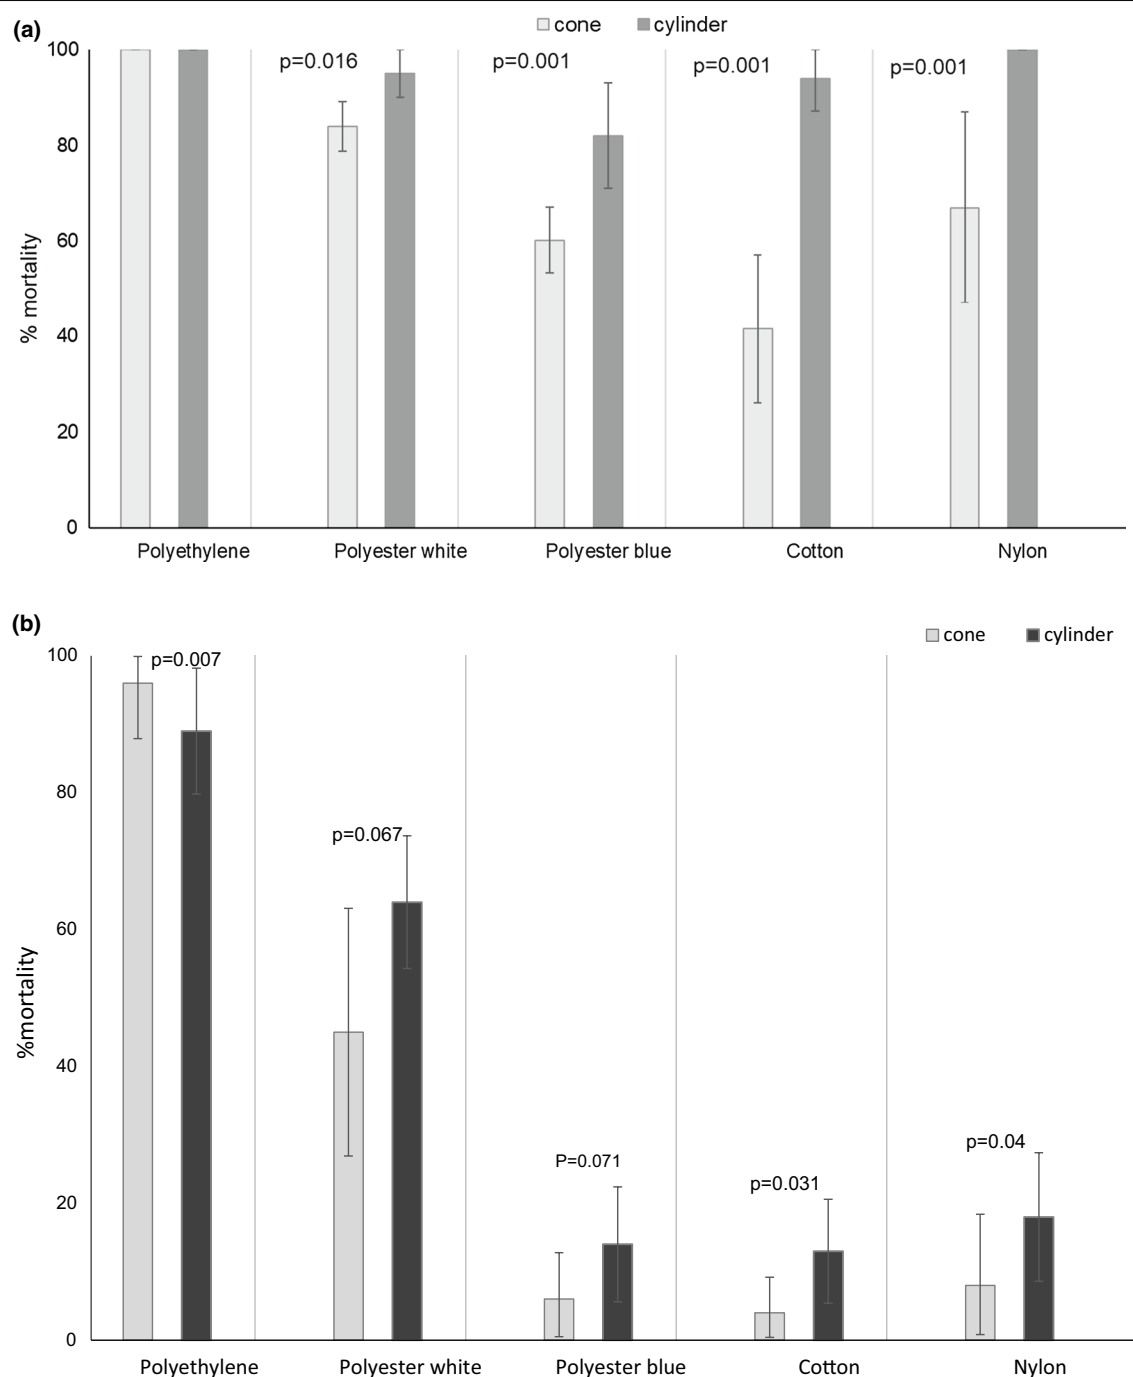 (a)
cone cylinder
100
p=0.016 p=0.001 p=0.001 p=0.001
80
60
40
20
0
% mortality
Polyethylene Polyester white Polyester blue Cotton Nylon
(b)
cone cylinder
100
p=0.007
80
p=0.067
60
40
20
0
%mortality
P=0.071
p=0.031
p=0.04
Polyethylene Polyester white Polyester blue Cotton Nylon